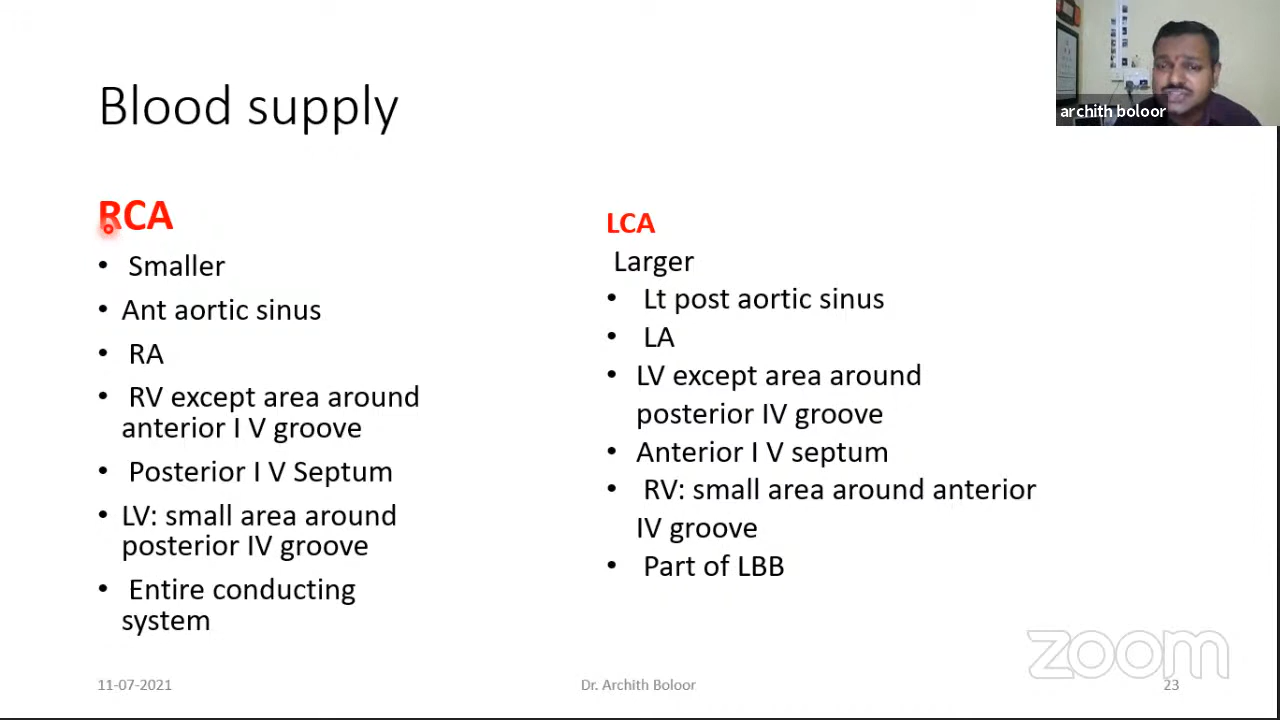 archith boloor
Blood supply
RCA
• Smaller
• Ant aortic sinus
• RA
• RV except area around
anterior I V groove
• Posterior I V Septum
• LV: small area around
posterior IV groove
• Entire conducting
system
LCA
Larger
• Lt post aortic sinus
• LA
• LV except area around
posterior IV groove
• Anterior I V septum
• RV: small area around anterior
IV groove
• Part of LBB
zoom
11-07-2021
Dr. Archith Boloor
23